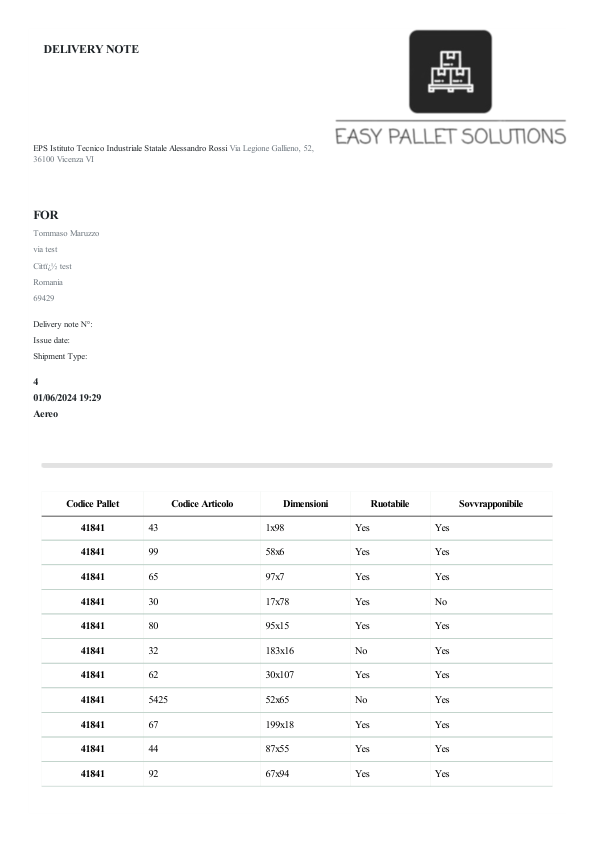 DELIVERY NOTE
EASY PALLET SOLUTIONS
EPS Istituto Tecnico Industriale Statale Alessandro Rossi Via Legione Gallieno, 52,
36100 Vicenza VI
FOR
Tommaso Maruzzo
via test
Cittï¿½ test
Romania
69429
Delivery note N°:
Issue date:
Shipment Type:
4
01/06/2024 19:29
Aereo
Codice Pallet Codice Articolo Dimensioni Ruotabile Sovvrapponibile
41841 43 1x98 Yes Yes
41841 99 58x6 Yes Yes
41841 65 97x7 Yes Yes
41841 30 17x78 Yes No
41841 80 95x15 Yes Yes
41841 32 183x16 No Yes
41841 62 30x107 Yes Yes
41841 5425 52x65 No Yes
41841 67 199x18 Yes Yes
41841 44 87x55 Yes Yes
41841 92 67x94 Yes Yes